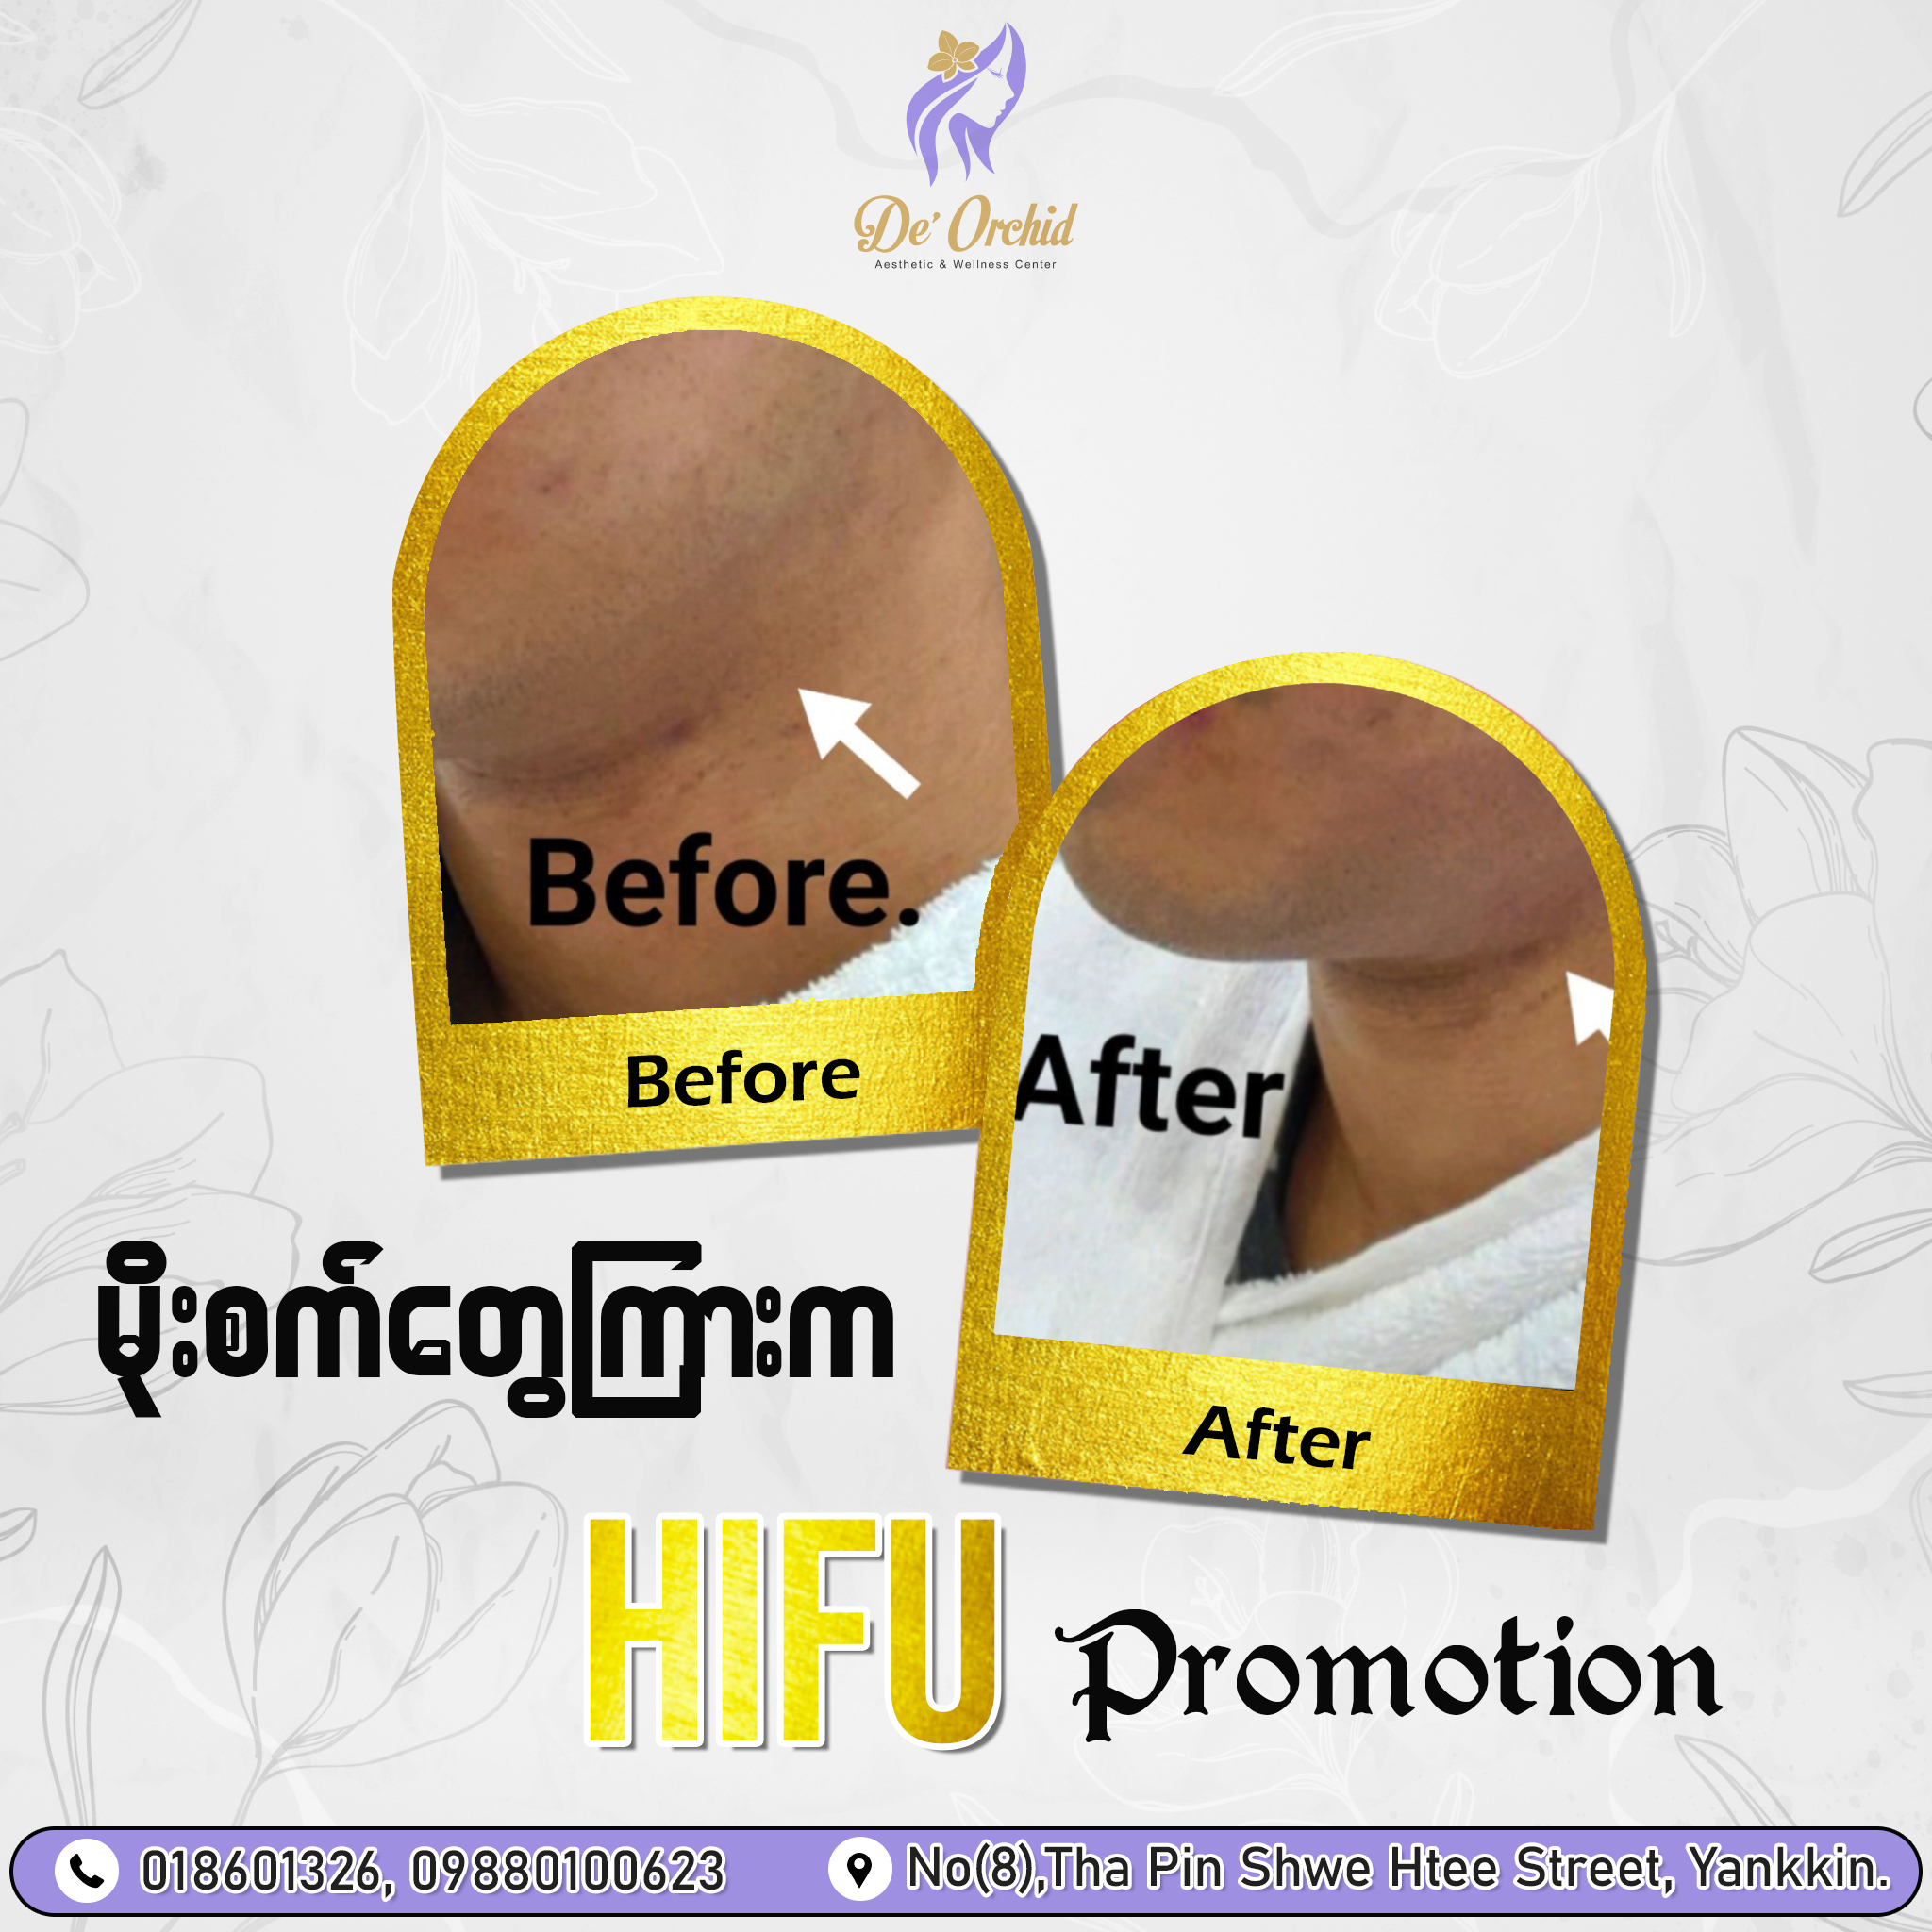 De' Orchid
Aesthetic & Wellness Center
Before.
Before
After
After
မိုးစက်တွေကြားက
HIFU
Promotion
018601326, 09880100623
No(8),Tha Pin Shwe Htee Street, Yankkin.